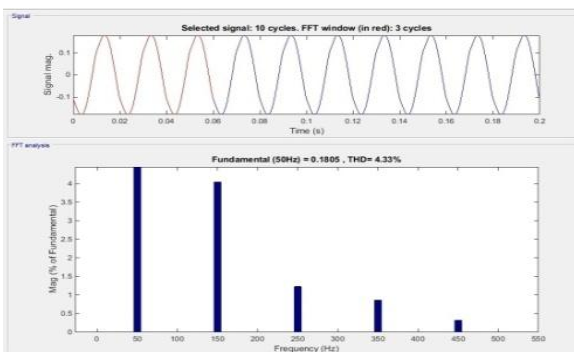 Signal
Selected signal: 10 cycles. FFT window (in red): 3 cycles
Signal mag.
0.1
0
-0.1
0 0.02 0.04 0.06 0.08 0.1 0.12 0.14 0.16 0.18 0.2
Time (s)
FFT analysis
Fundamental (50Hz) = 0.1805 , THD= 4.33%
Mag (% of Fundamental)
4
3.5
3
2.5
2
1.5
1
0.5
0
0 50 100 150 200 250 300 350 400 450 500 550
Frequency (Hz)